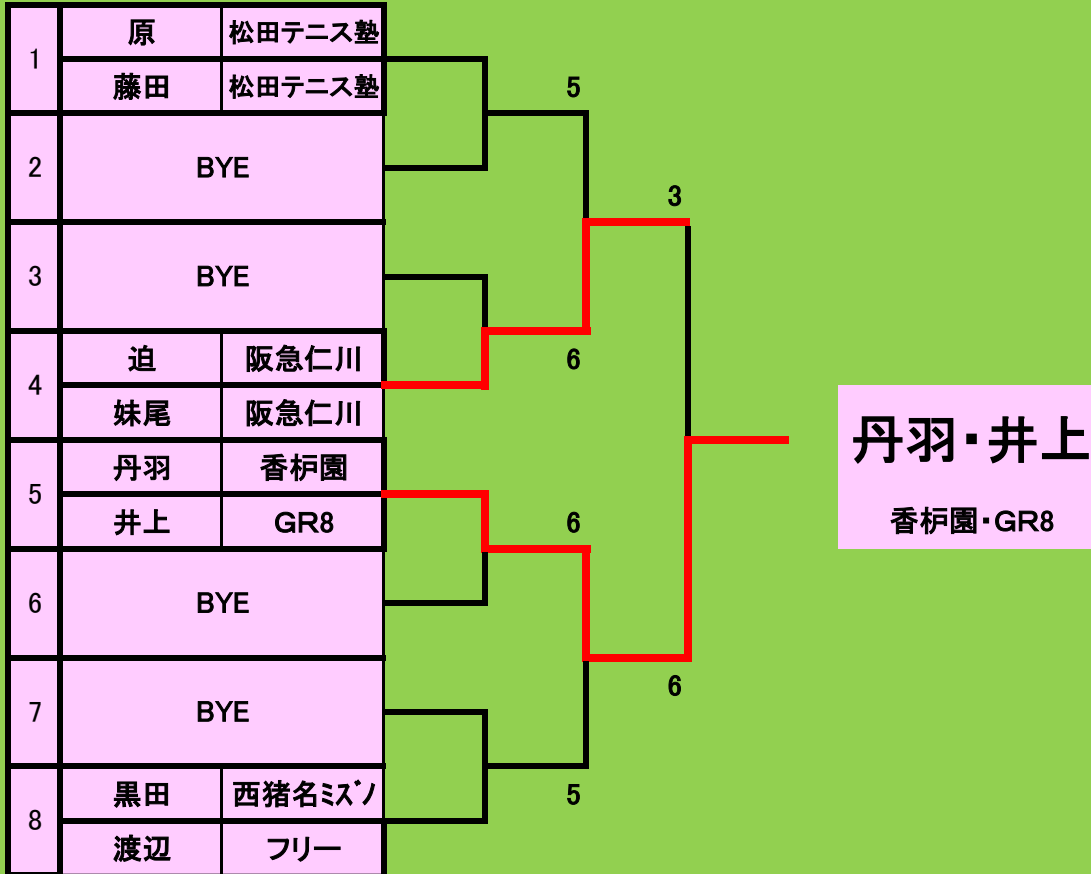 1
原 松田テニス塾
藤田 松田テニス塾
2 BYE
3 BYE
4
迫 阪急仁川
妹尾 阪急仁川
5
丹羽 香枦園
井上 GR8
6 BYE
7 BYE
8
黒田 西猪名ﾐｽﾞﾉ
渡辺 フリー
5
6
6
5
3
6
丹羽・井上
香枦園・GR8